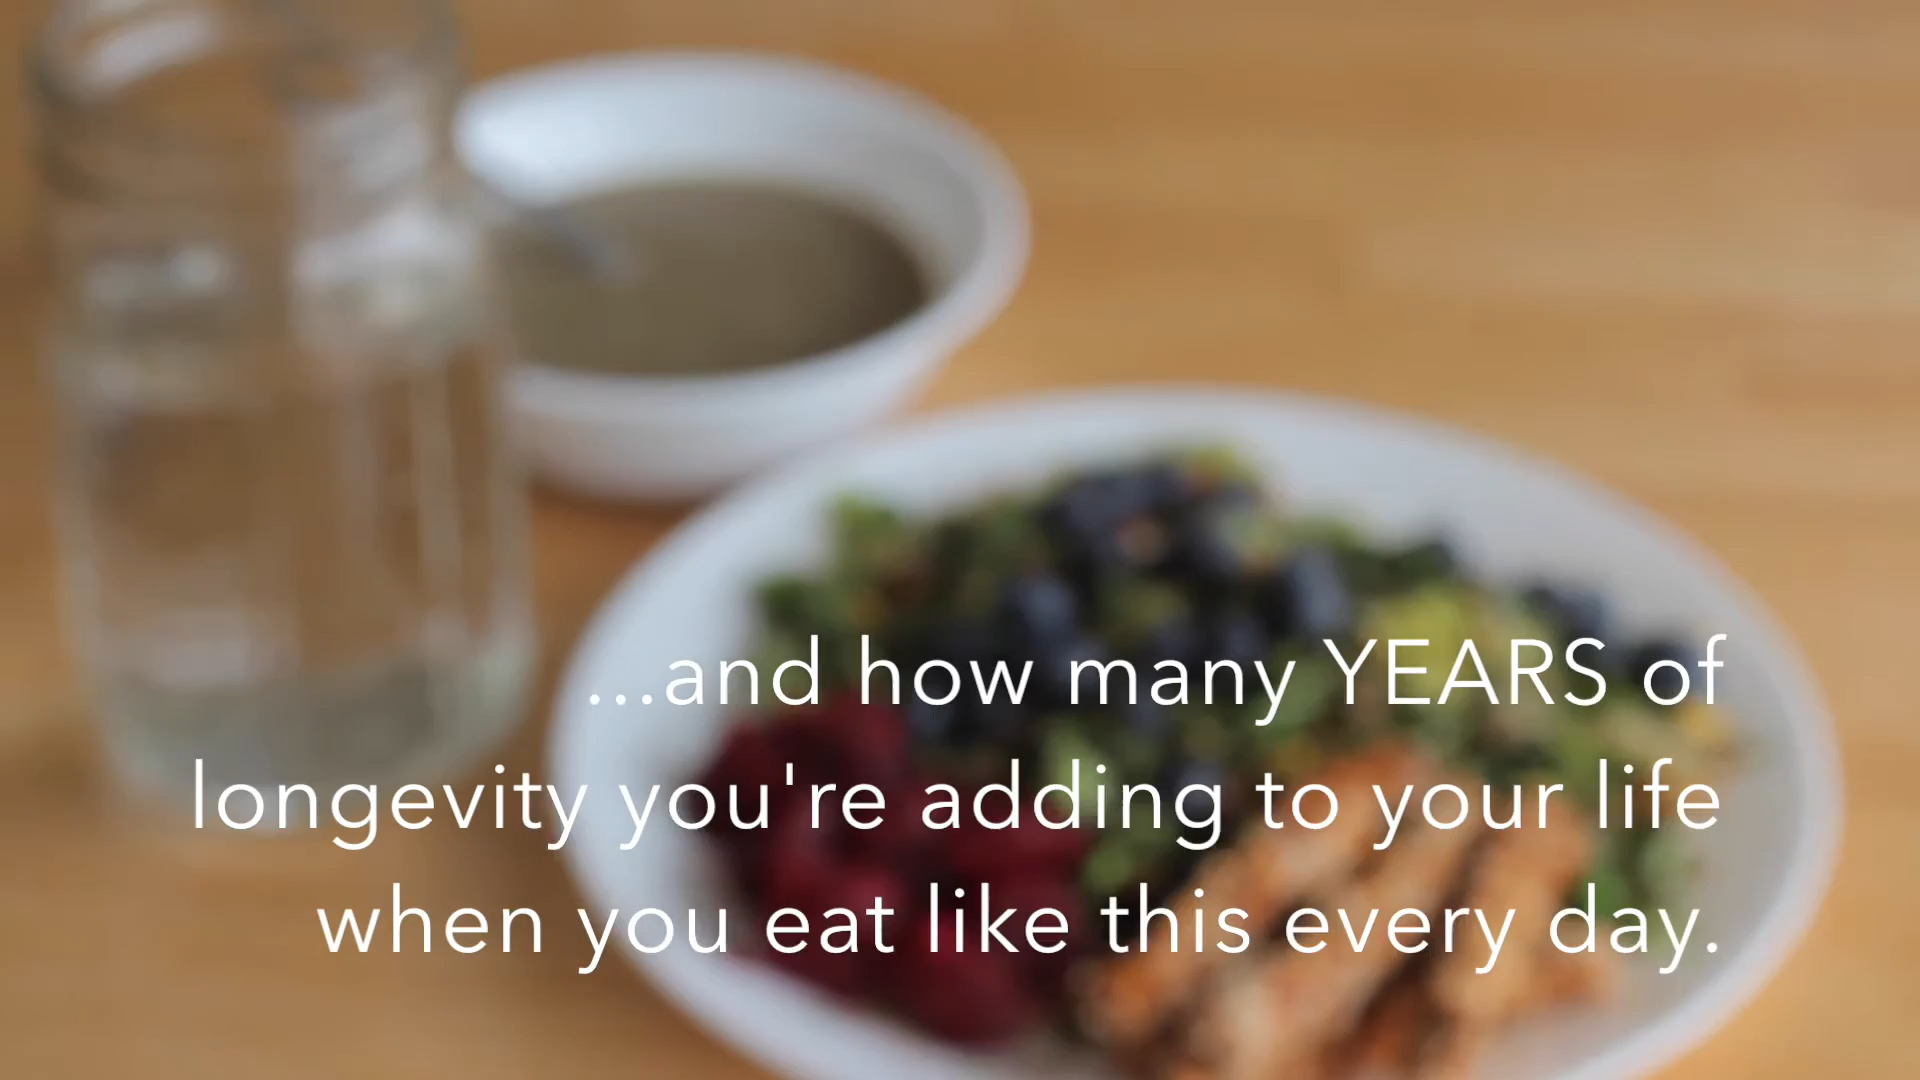 ...and how many YEARS of
longevity you're adding to your life
when you eat like this every day.